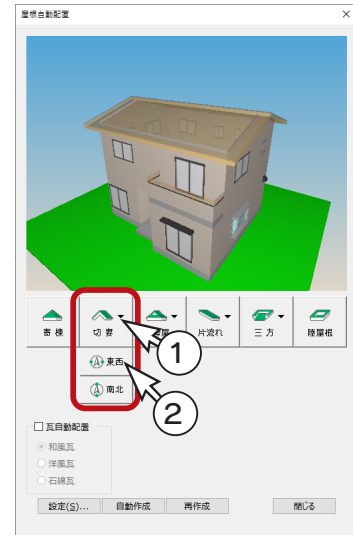 屋根自動配置
寄棟 切妻 屋 片流れ 三方 陸屋根
1
東西
2
南北
瓦自動配置
和風瓦
洋風瓦
石綿瓦
設定(S)... 自動作成 再作成 閉じる